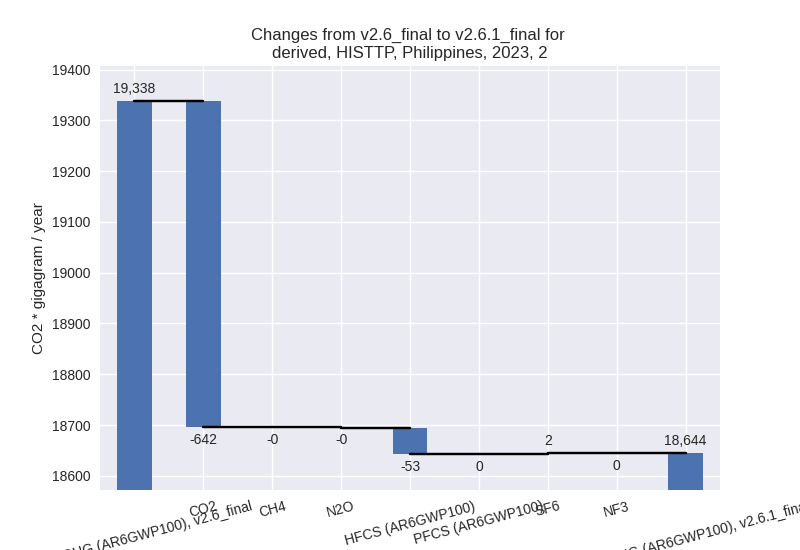 Changes from v2.6_final to v2.6.1_final for
derived, HISTTP, Philippines, 2023, 2
CO2 * gigagram / year
19400
19300
19200
19100
19000
18900
18800
18700
18600
19,338
-642
-0
-0
-53
0
2
0
18,644
(AR6GWP100), v2.6_final
CO2
CH4
N2O
HFCS (AR6GWP100)
PFCS (AR6GWP100)
SF6
NF3
(AR6GWP100), v2.6.1_final